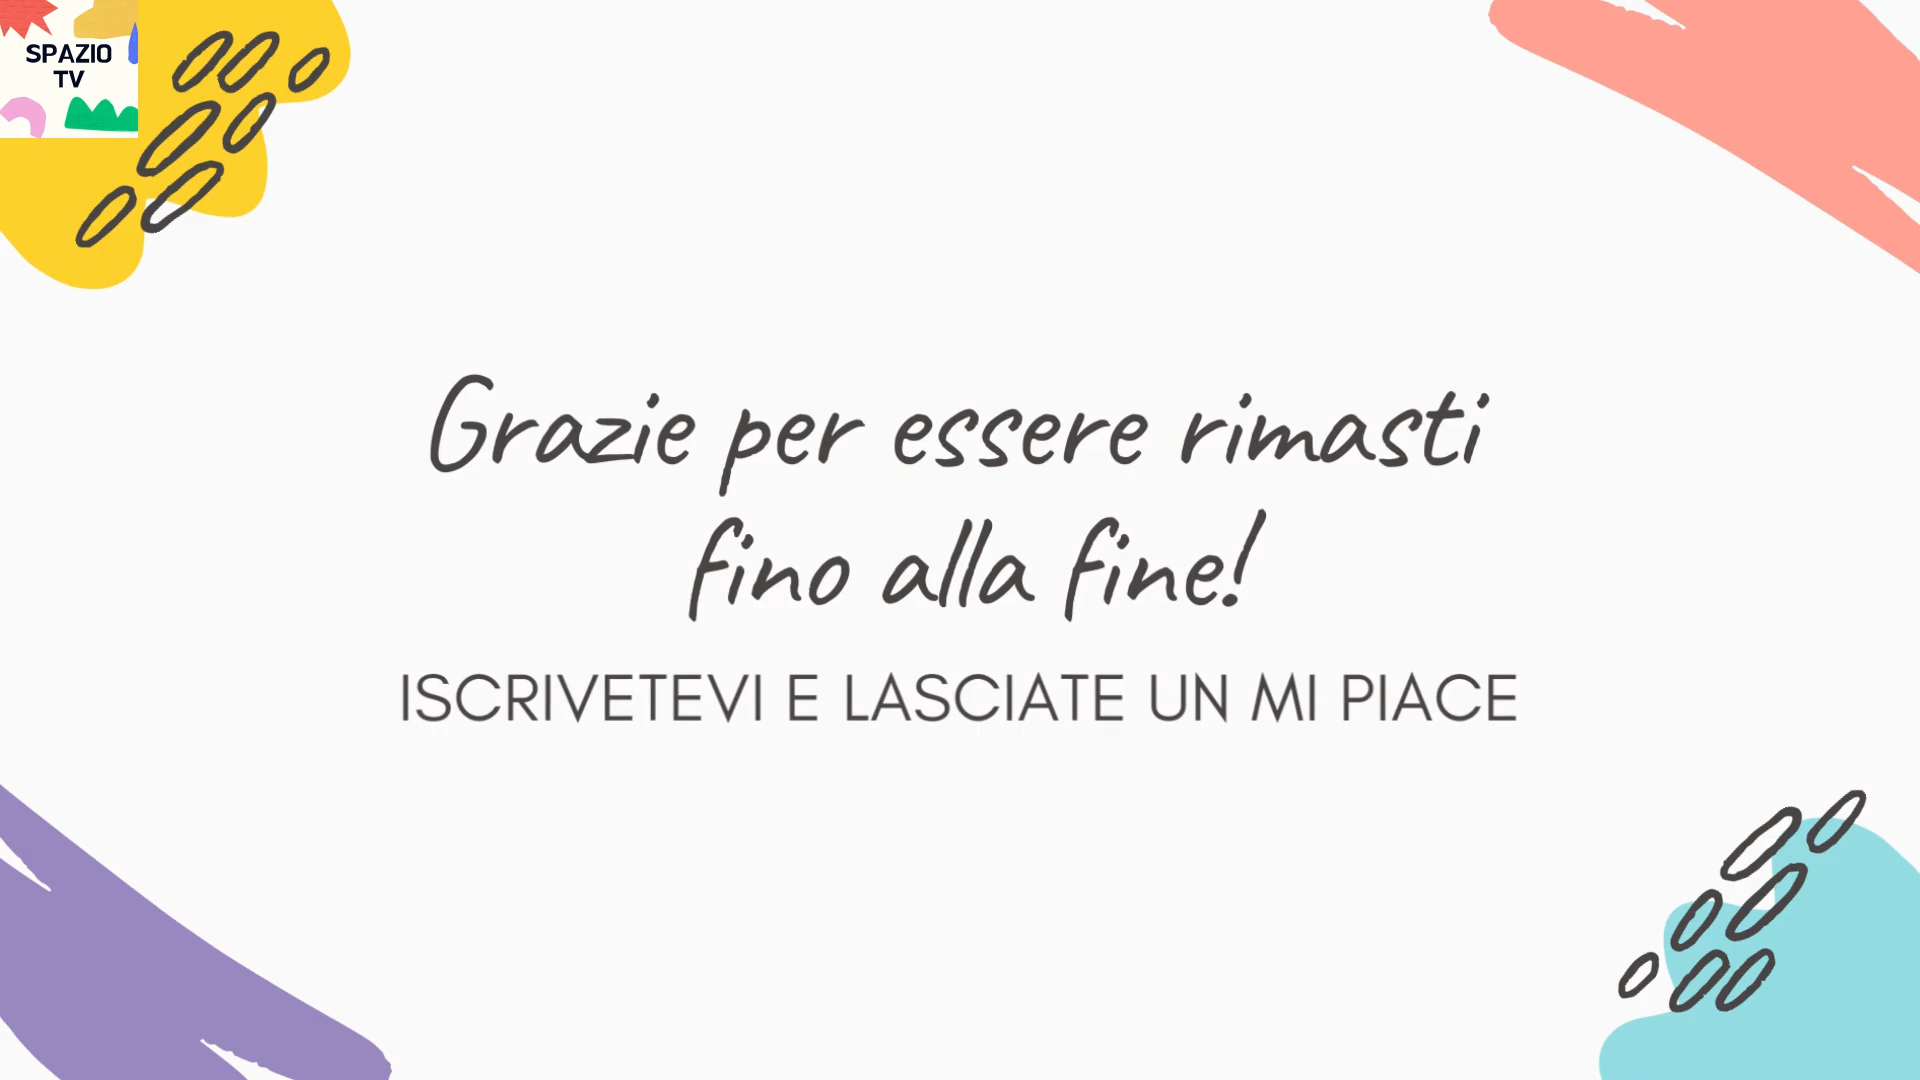 SPAZIO
TV
Grazie per essere rimasti
fino alla fine!
ISCRIVETEVI E LASCIATE UN MI PIACE